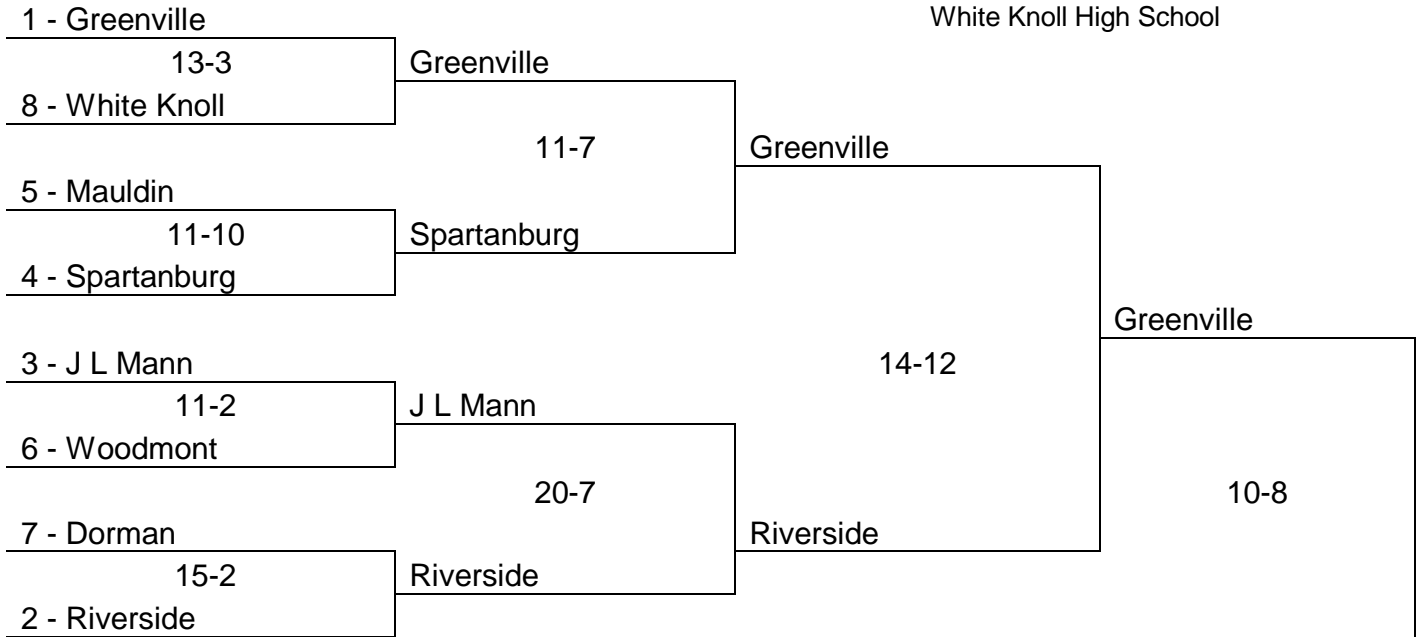 1 - Greenville
White Knoll High School
13-3
Greenville
8 - White Knoll
11-7
Greenville
5 - Mauldin
11-10
Spartanburg
4 - Spartanburg
Greenville
3 - J L Mann
14-12
11-2
J L Mann
6 - Woodmont
20-7
10-8
7 - Dorman
Riverside
15-2
Riverside
2 - Riverside